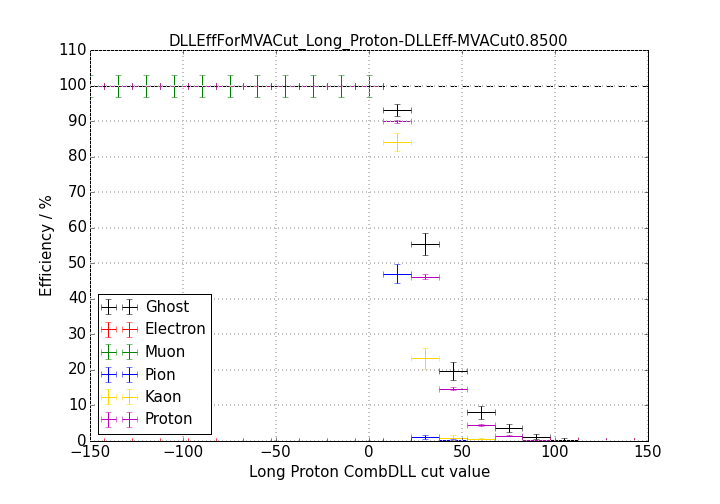 DLLEffForMVACut_Long_Proton-DLLEff-MVACut0.8500
110
100
90
80
70
60
50
40
30
20
10
0
Efficiency / %
Ghost
Electron
Muon
Pion
Kaon
Proton
−150 −100 −50 0 50 100 150
Long Proton CombDLL cut value